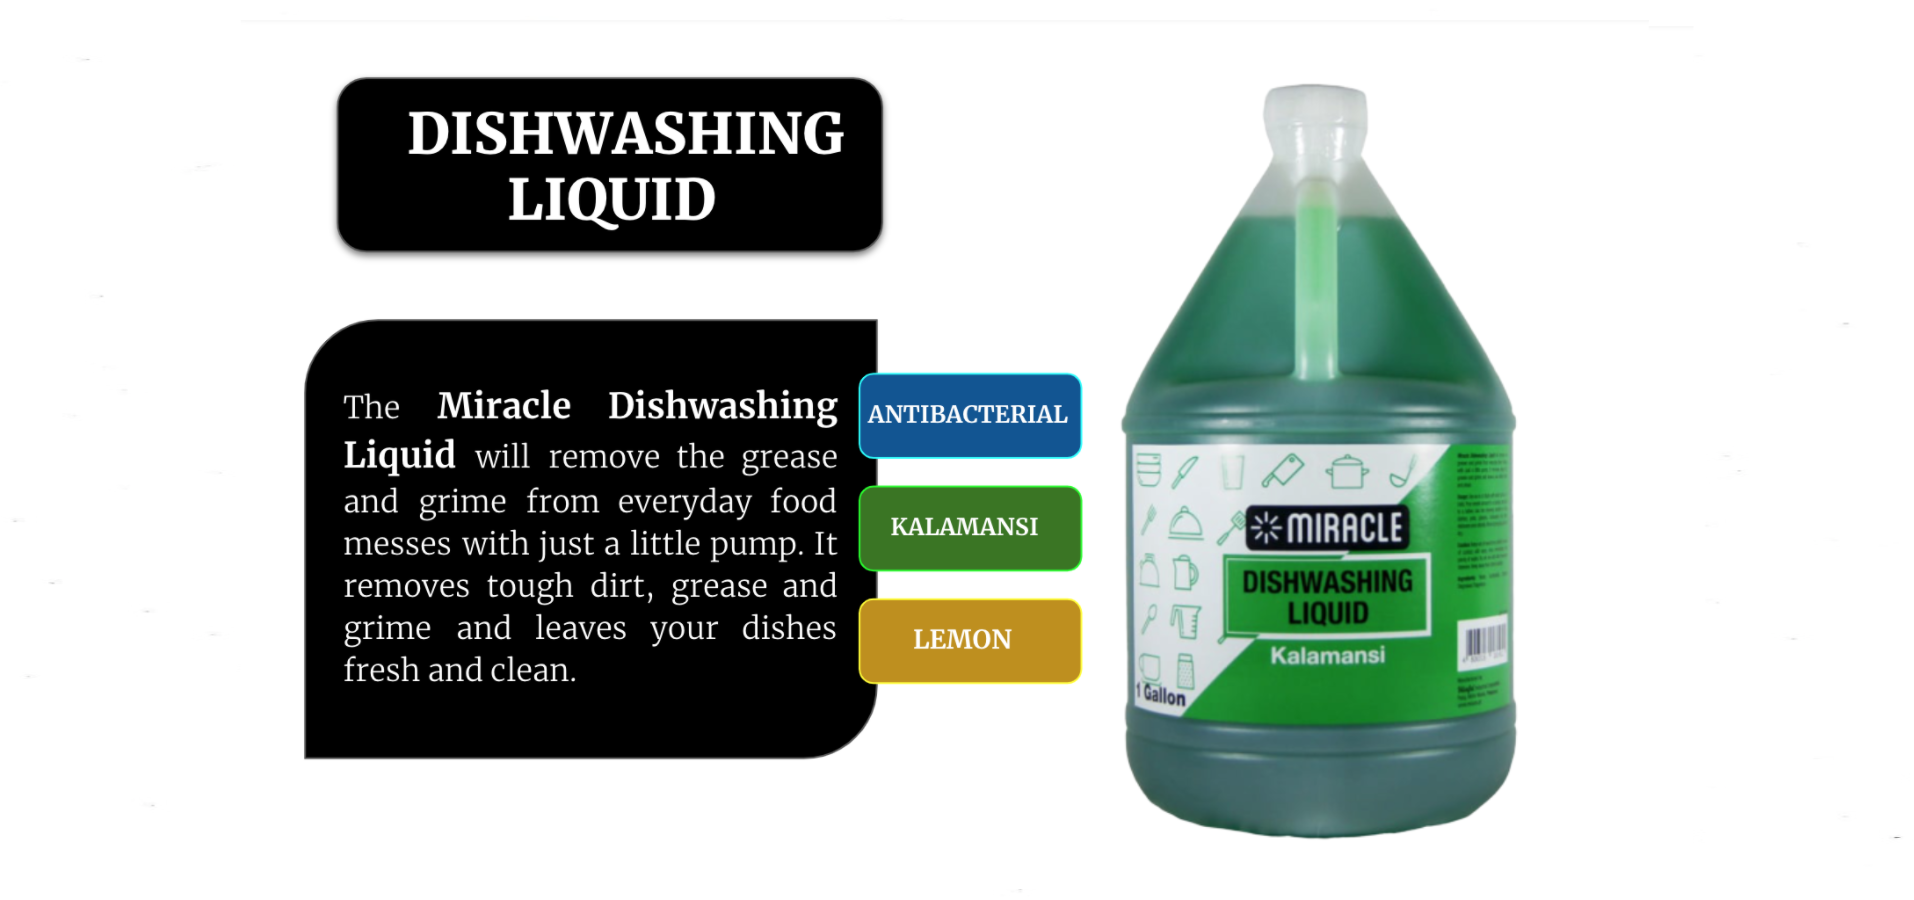 DISHWASHING
LIQUID
The Miracle Dishwashing
Liquid will remove the grease
and grime from everyday food
messes with just a little pump. It
removes tough dirt, grease and
grime and leaves your dishes
fresh and clean.
ANTIBACTERIAL
KALAMANSI
LEMON
MIRACLE
DISHWASHING
LIQUID
Kalamansi
1 Gallon